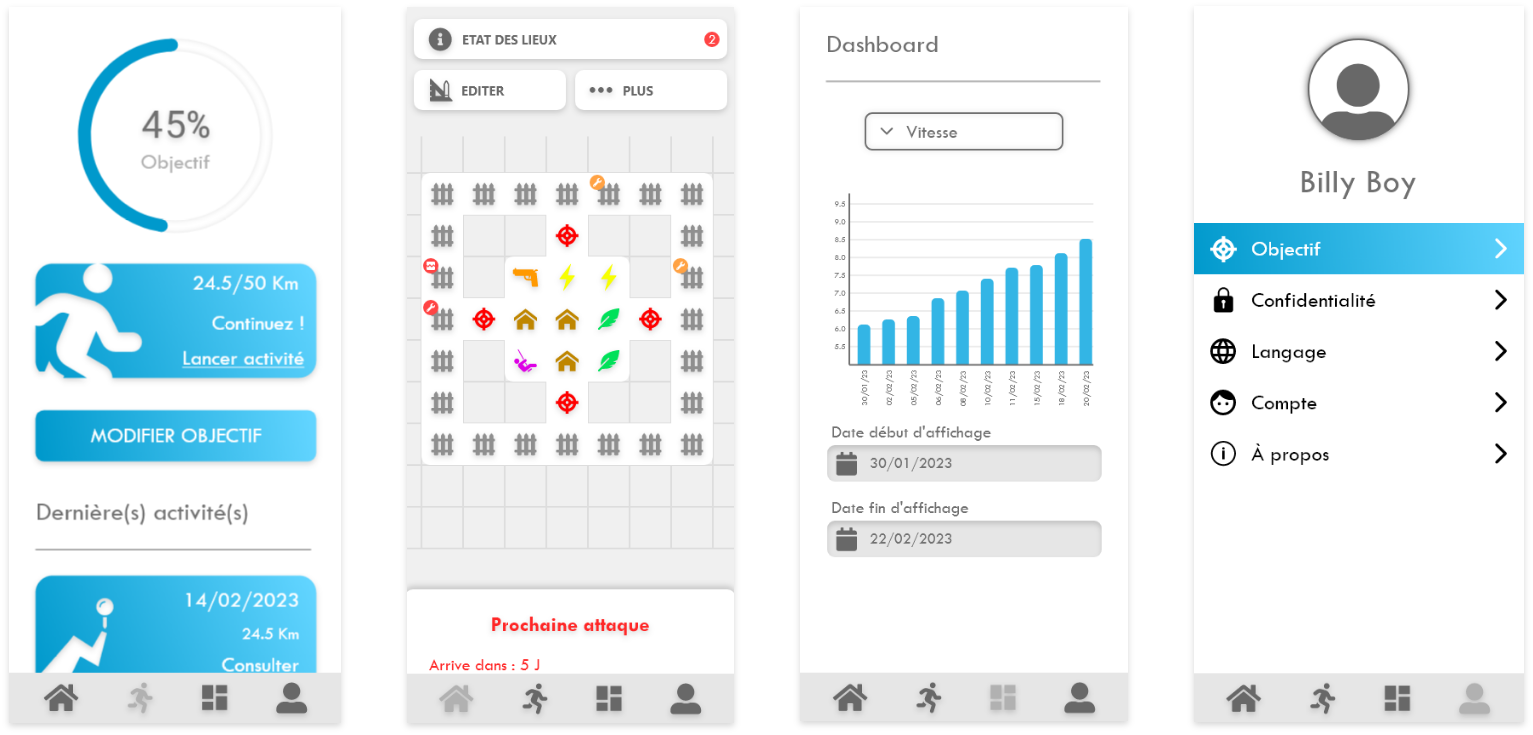 45%
Objectif
24.5/50 Km
Continuez !
Lancer activité
MODIFIER OBJECTIF
Dernière(s) activité(s)
14/02/2023
24.5 Km
Consulter
ETAT DES LIEUX
2
EDITER
PLUS
Prochaine attaque
Arrive dans : 5 J
Dashboard
Vitesse
9.5
9.0
8.5
8.0
7.5
7.0
6.5
6.0
5.5
30/01/23
02/02/23
05/02/23
06/02/23
08/02/23
10/02/23
11/02/23
15/02/23
18/02/23
20/02/23
Date début d'affichage
30/01/2023
Date fin d'affichage
22/02/2023
Billy Boy
Objectif
Confidentialité
Langage
Compte
À propos